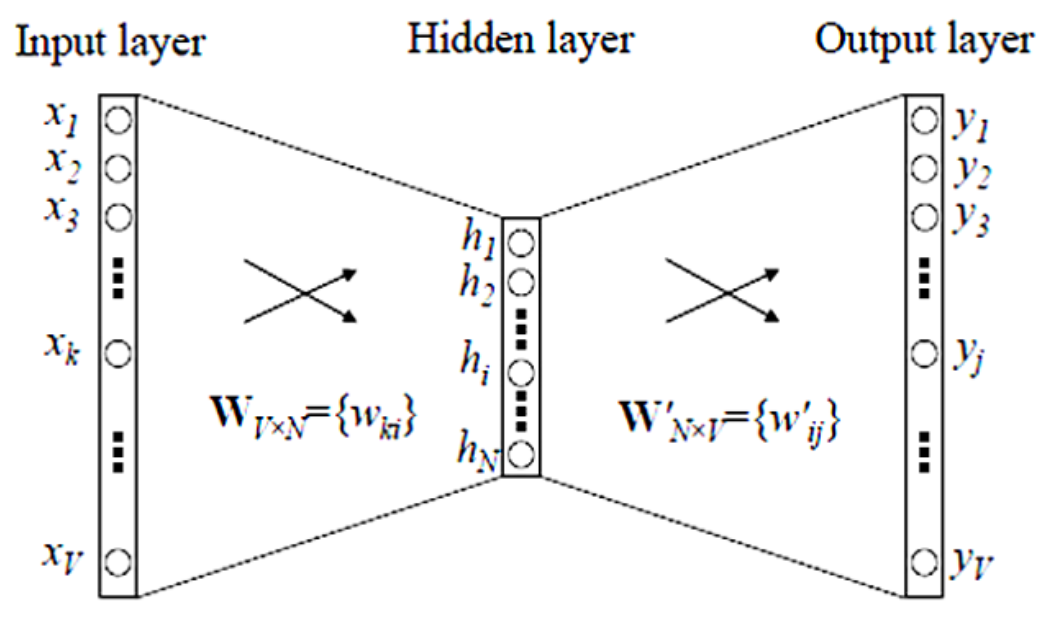 Input layer
Hidden layer
Output layer
x1
x2
x3
xk
xV
W V×N={wki}
h1
h2
hi
hN
W′N×V={w′ij}
y1
y2
y3
yj
yV